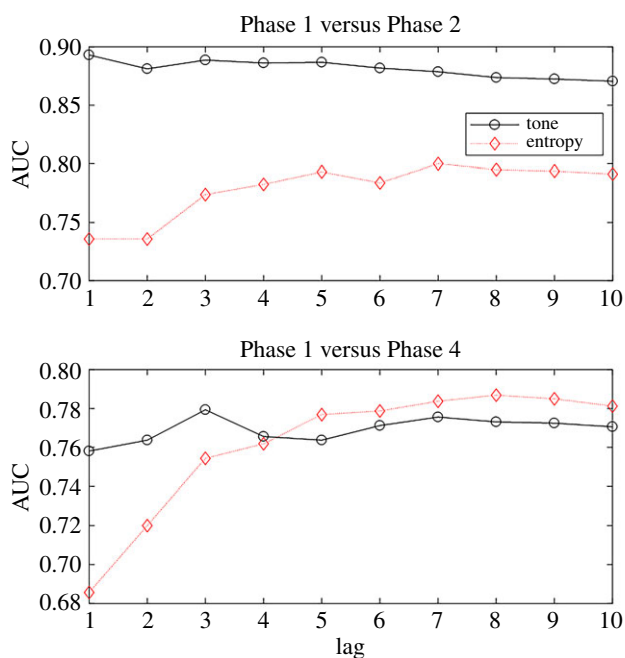 Phase 1 versus Phase 2
0.90
0.85
0.80
0.75
0.70
AUC
tone
entropy
1 2 3 4 5 6 7 8 9 10
Phase 1 versus Phase 4
0.80
0.78
0.76
0.74
0.72
0.70
0.68
AUC
1 2 3 4 5 6 7 8 9 10
lag